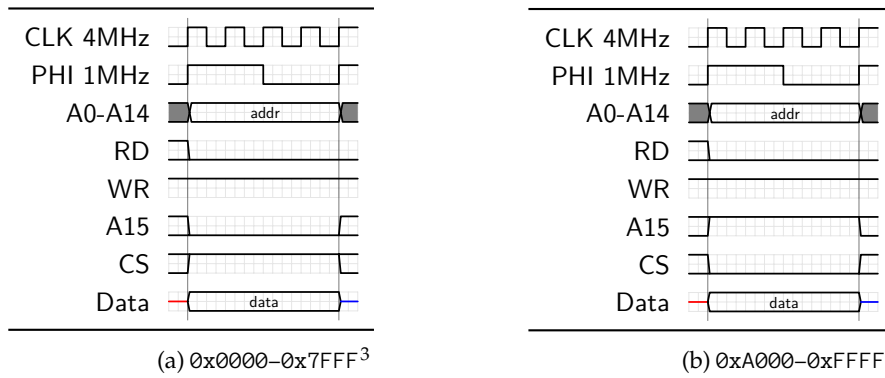 CLK 4MHz
PHI 1MHz
A0-A14
addr
RD
WR
A15
CS
Data
data
(a) 0x0000–0x7FFF³
CLK 4MHz
PHI 1MHz
A0-A14
addr
RD
WR
A15
CS
Data
data
(b) 0xA000–0xFFFF